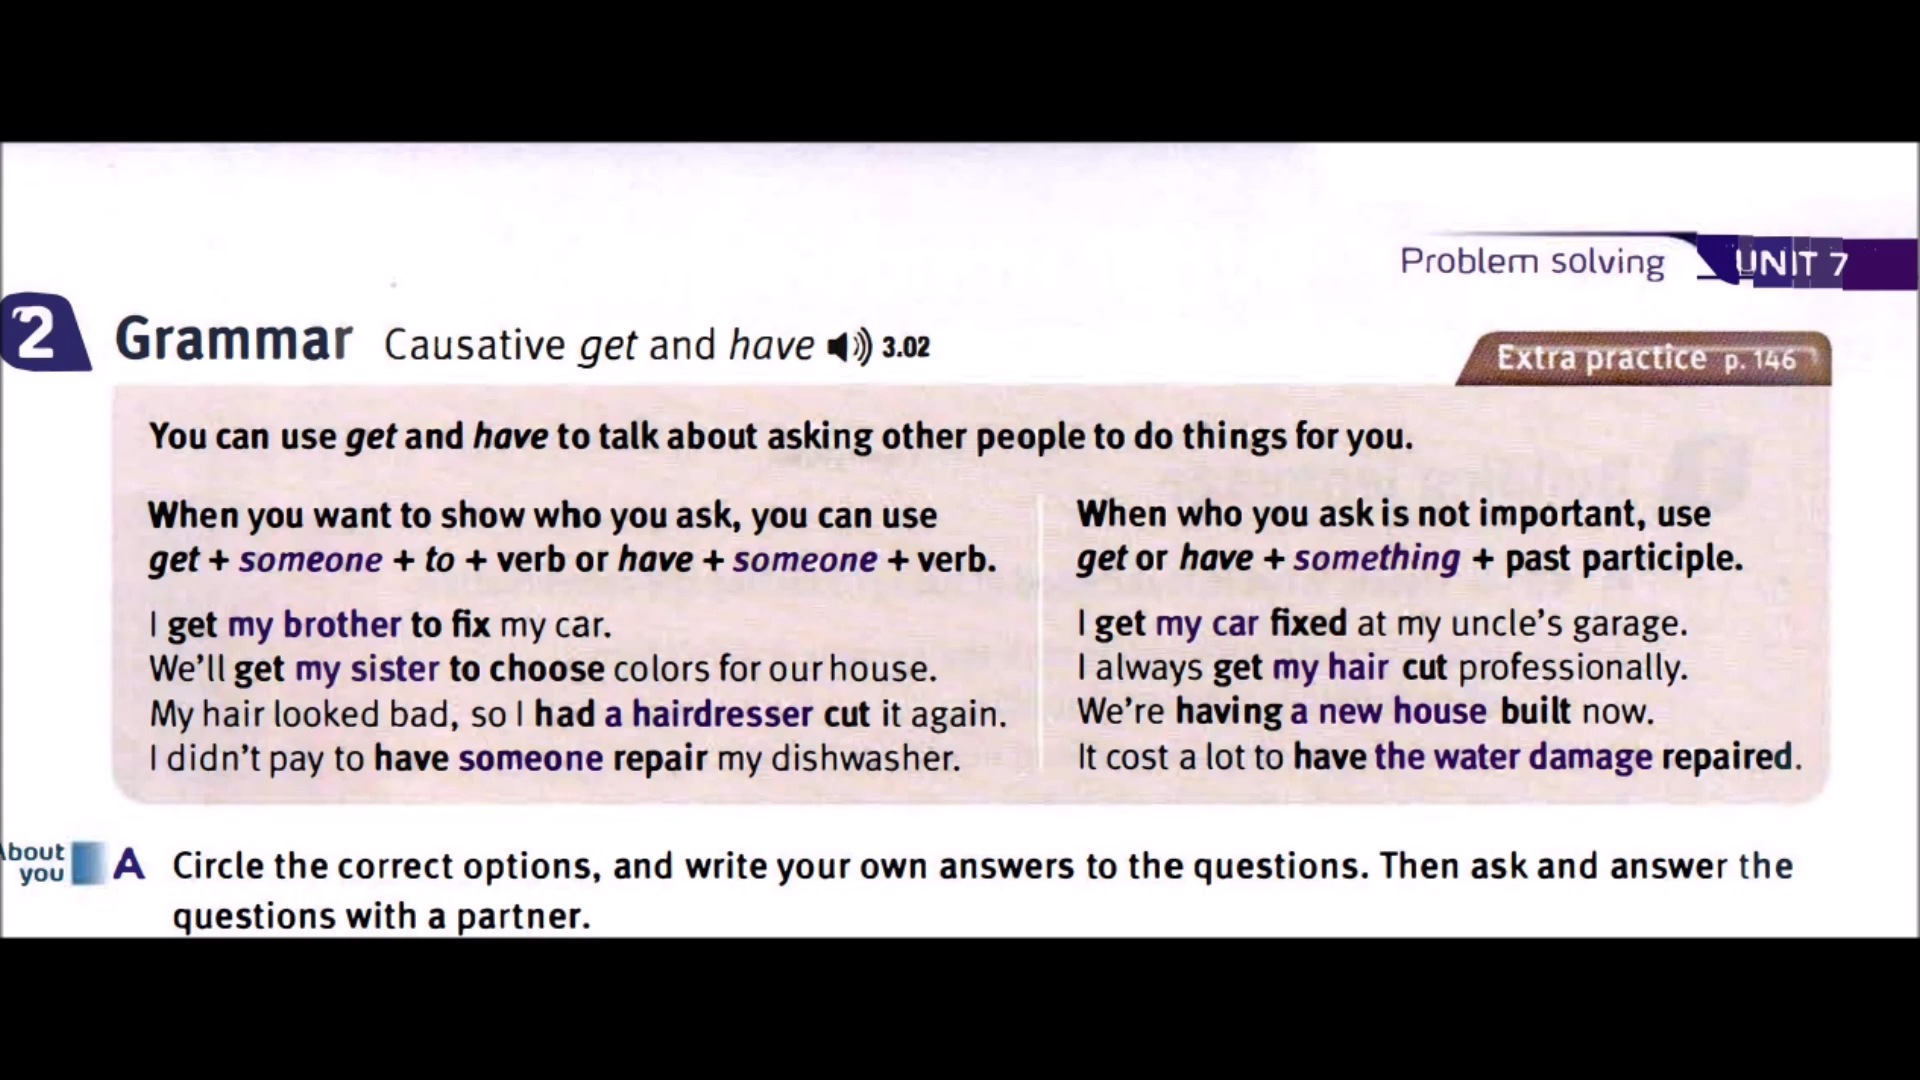 Problem solving UNIT 7
2 Grammar Causative get and have 3.02
Extra practice p. 146
You can use get and have to talk about asking other people to do things for you.
When you want to show who you ask, you can use
get + someone + to + verb or have + someone + verb.
I get my brother to fix my car.
We'll get my sister to choose colors for our house.
My hair looked bad, so I had a hairdresser cut it again.
I didn't pay to have someone repair my dishwasher.
When who you ask is not important, use
get or have + something + past participle.
I get my car fixed at my uncle's garage.
I always get my hair cut professionally.
We're having a new house built now.
It cost a lot to have the water damage repaired.
About
you
A Circle the correct options, and write your own answers to the questions. Then ask and answer the
questions with a partner.